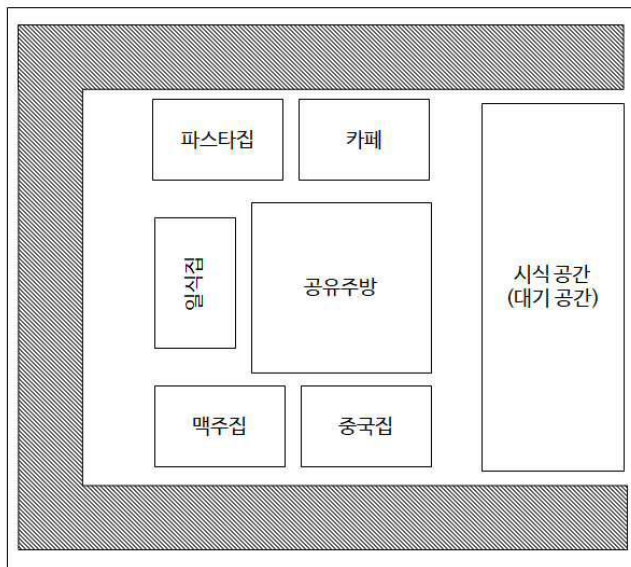 파스타집
카페
일식집
공유주방
시식 공간
(대기 공간)
맥주집
중국집